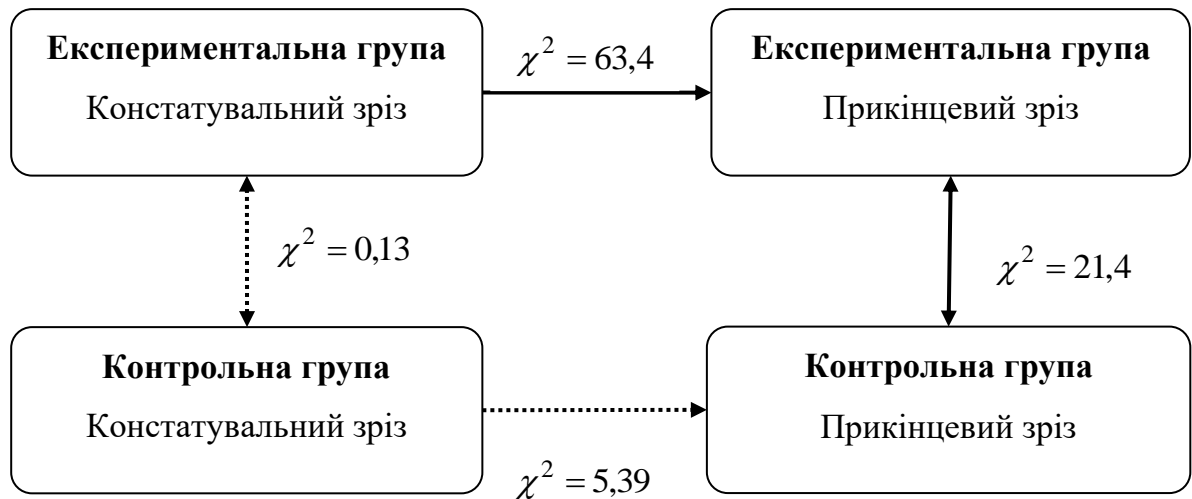 Експериментальна група
Констатувальний зріз
χ² = 63,4
Експериментальна група
Прикінцевий зріз
χ² = 0,13
χ² = 21,4
Контрольна група
Констатувальний зріз
χ² = 5,39
Контрольна група
Прикінцевий зріз